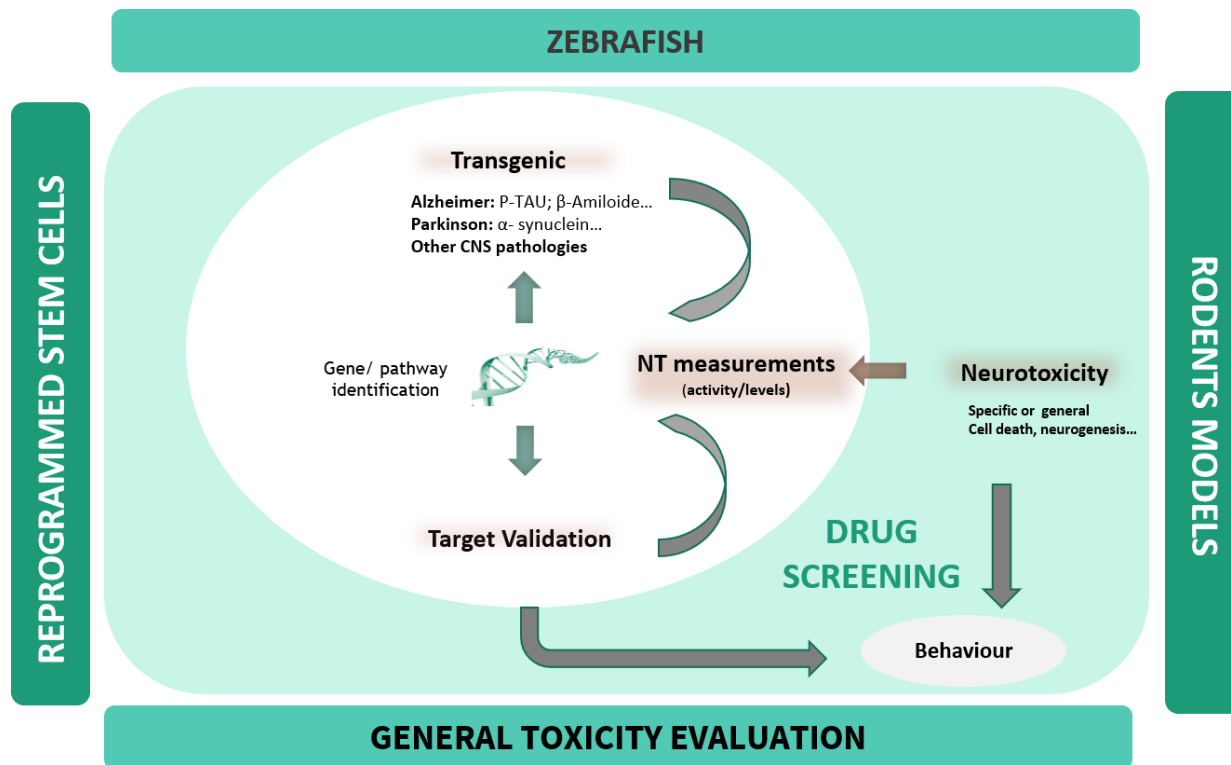 ZEBRAFISH
REPROGRAMMED STEM CELLS
Transgenic
Alzheimer: P-TAU; β-Amiloide...
Parkinson: α- synuclein...
Other CNS pathologies
Gene/ pathway
identification
NT measurements
(activity/levels)
Neurotoxicity
Specific or general
Cell death, neurogenesis...
Target Validation
DRUG
SCREENING
Behaviour
RODENTS MODELS
GENERAL TOXICITY EVALUATION